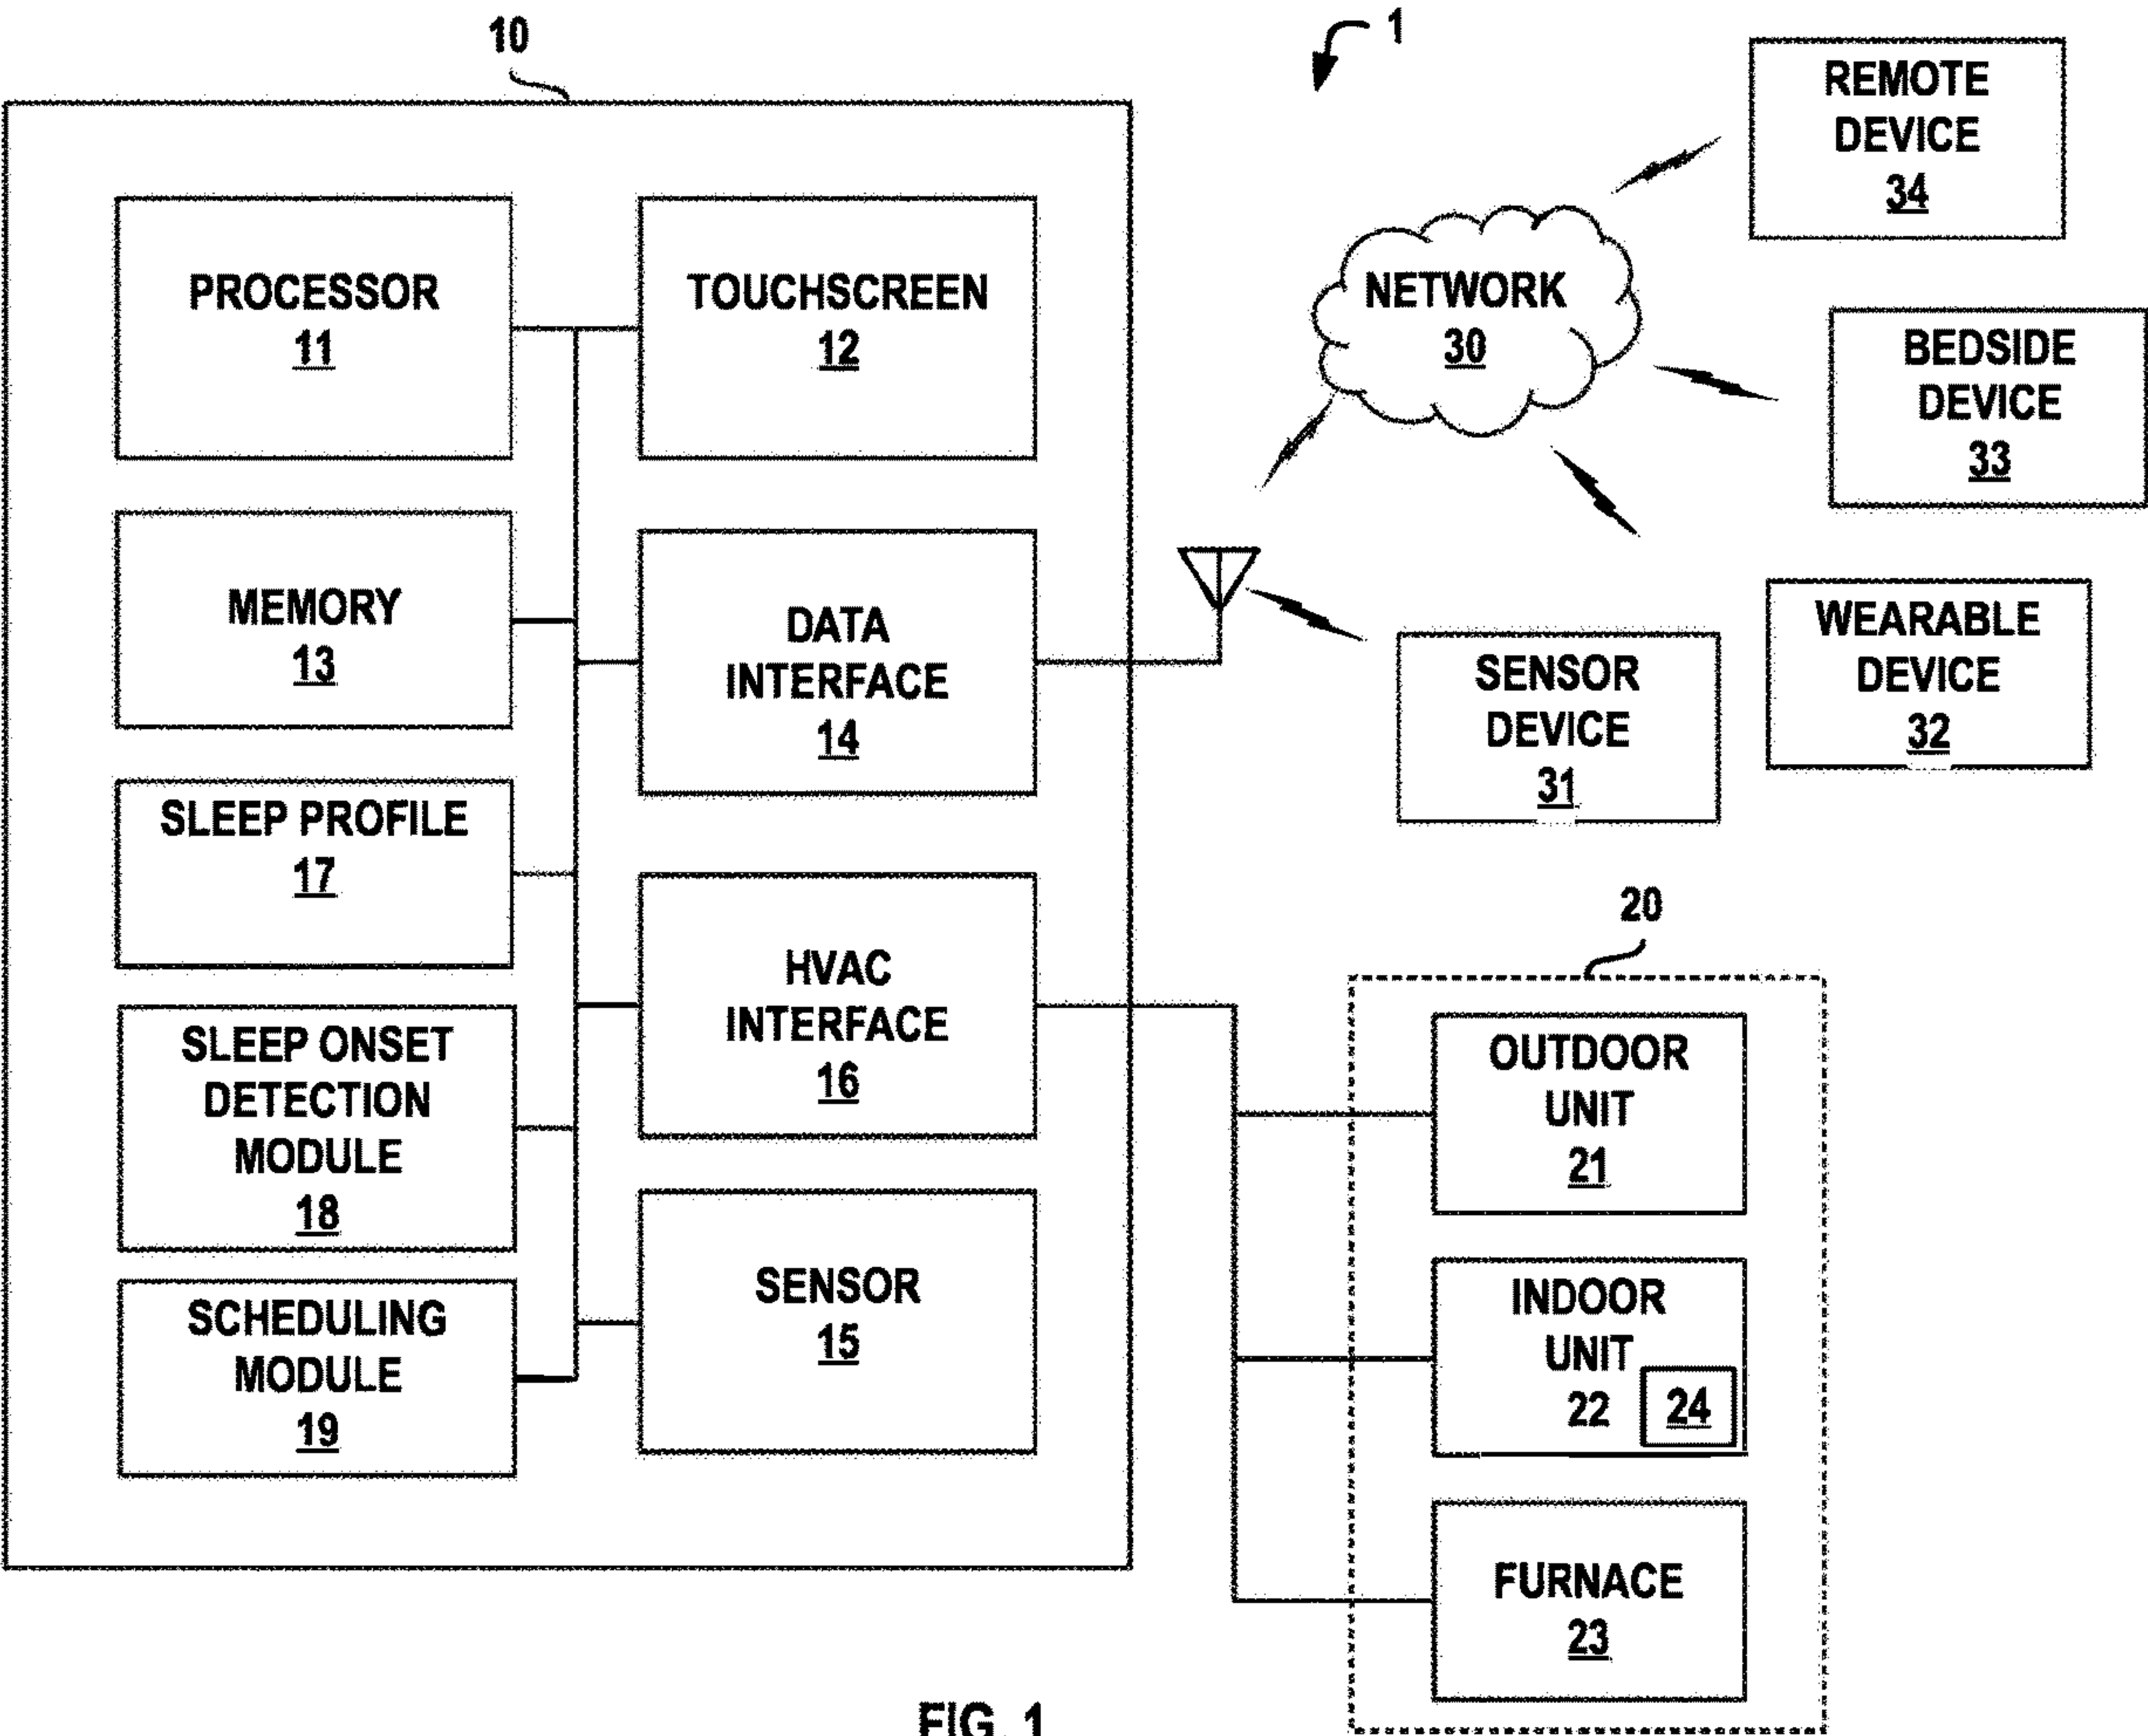 10
1
PROCESSOR
11
TOUCHSCREEN
12
MEMORY
13
DATA
INTERFACE
14
SLEEP PROFILE
17
HVAC
INTERFACE
16
SLEEP ONSET
DETECTION
MODULE
18
SENSOR
15
SCHEDULING
MODULE
19
NETWORK
30
REMOTE
DEVICE
34
BEDSIDE
DEVICE
33
WEARABLE
DEVICE
32
SENSOR
DEVICE
31
20
OUTDOOR
UNIT
21
INDOOR
UNIT
22
24
FURNACE
23
FIG. 1